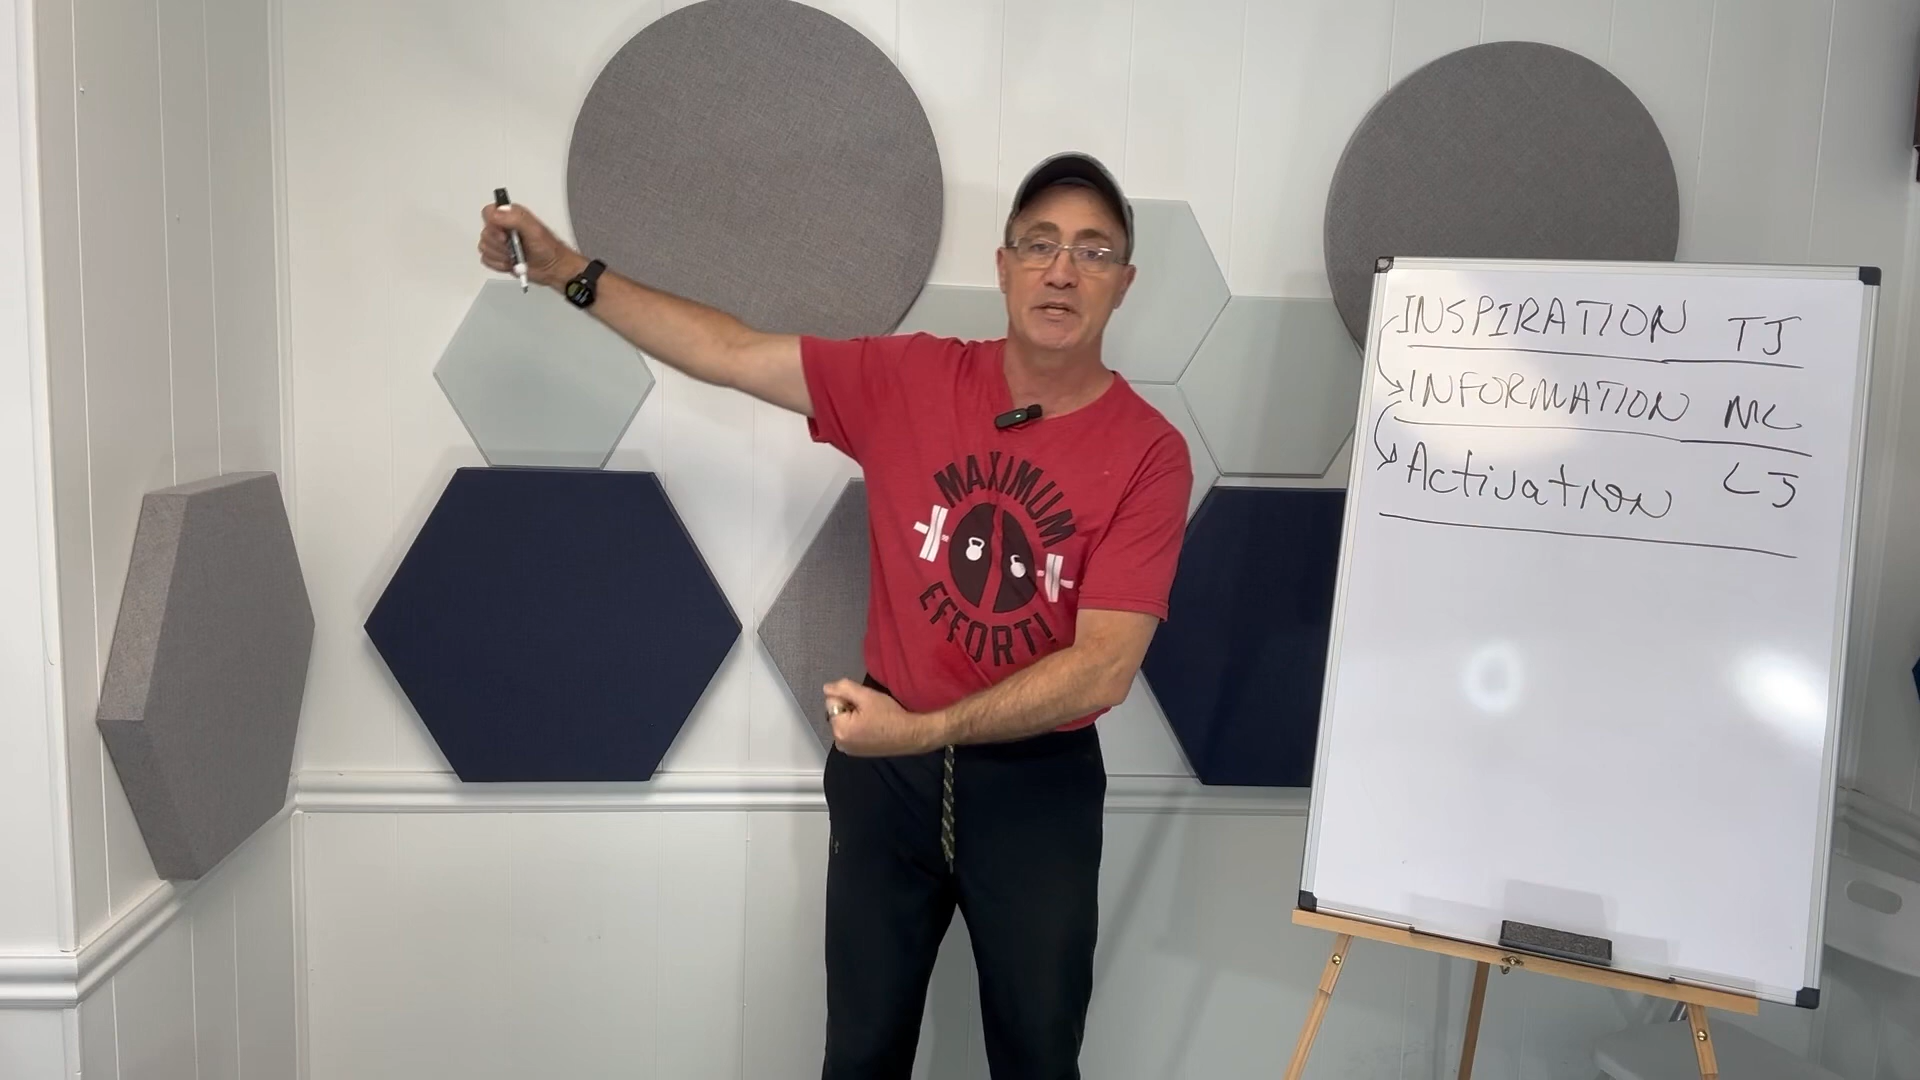 MAXIMUM
EFFORT!
INSPIRATION TJ
INFORMATION MC
Activation LJ